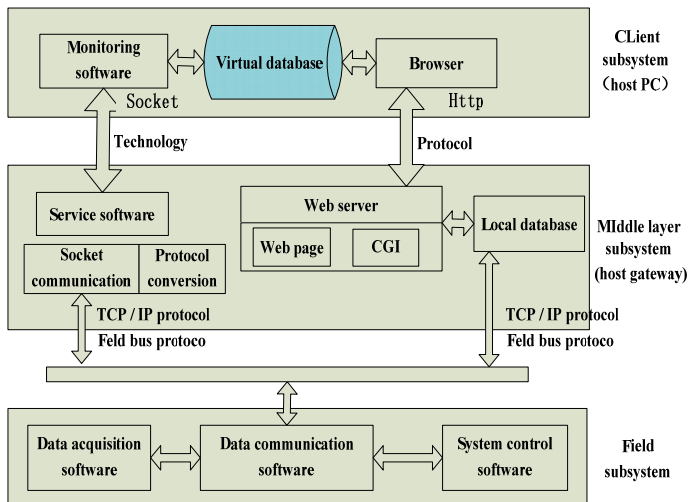 Monitoring
software
Virtual database
Browser
CLient
subsystem
（host PC）
Socket
Http
Technology
Protocol
Service software
Socket
communication
Protocol
conversion
Web server
Web page
CGI
Local database
MIddle layer
subsystem
(host gateway)
TCP / IP protocol
Feld bus protoco
TCP / IP protocol
Feld bus protoco
Data acquisition
software
Data communication
software
System control
software
Field
subsystem